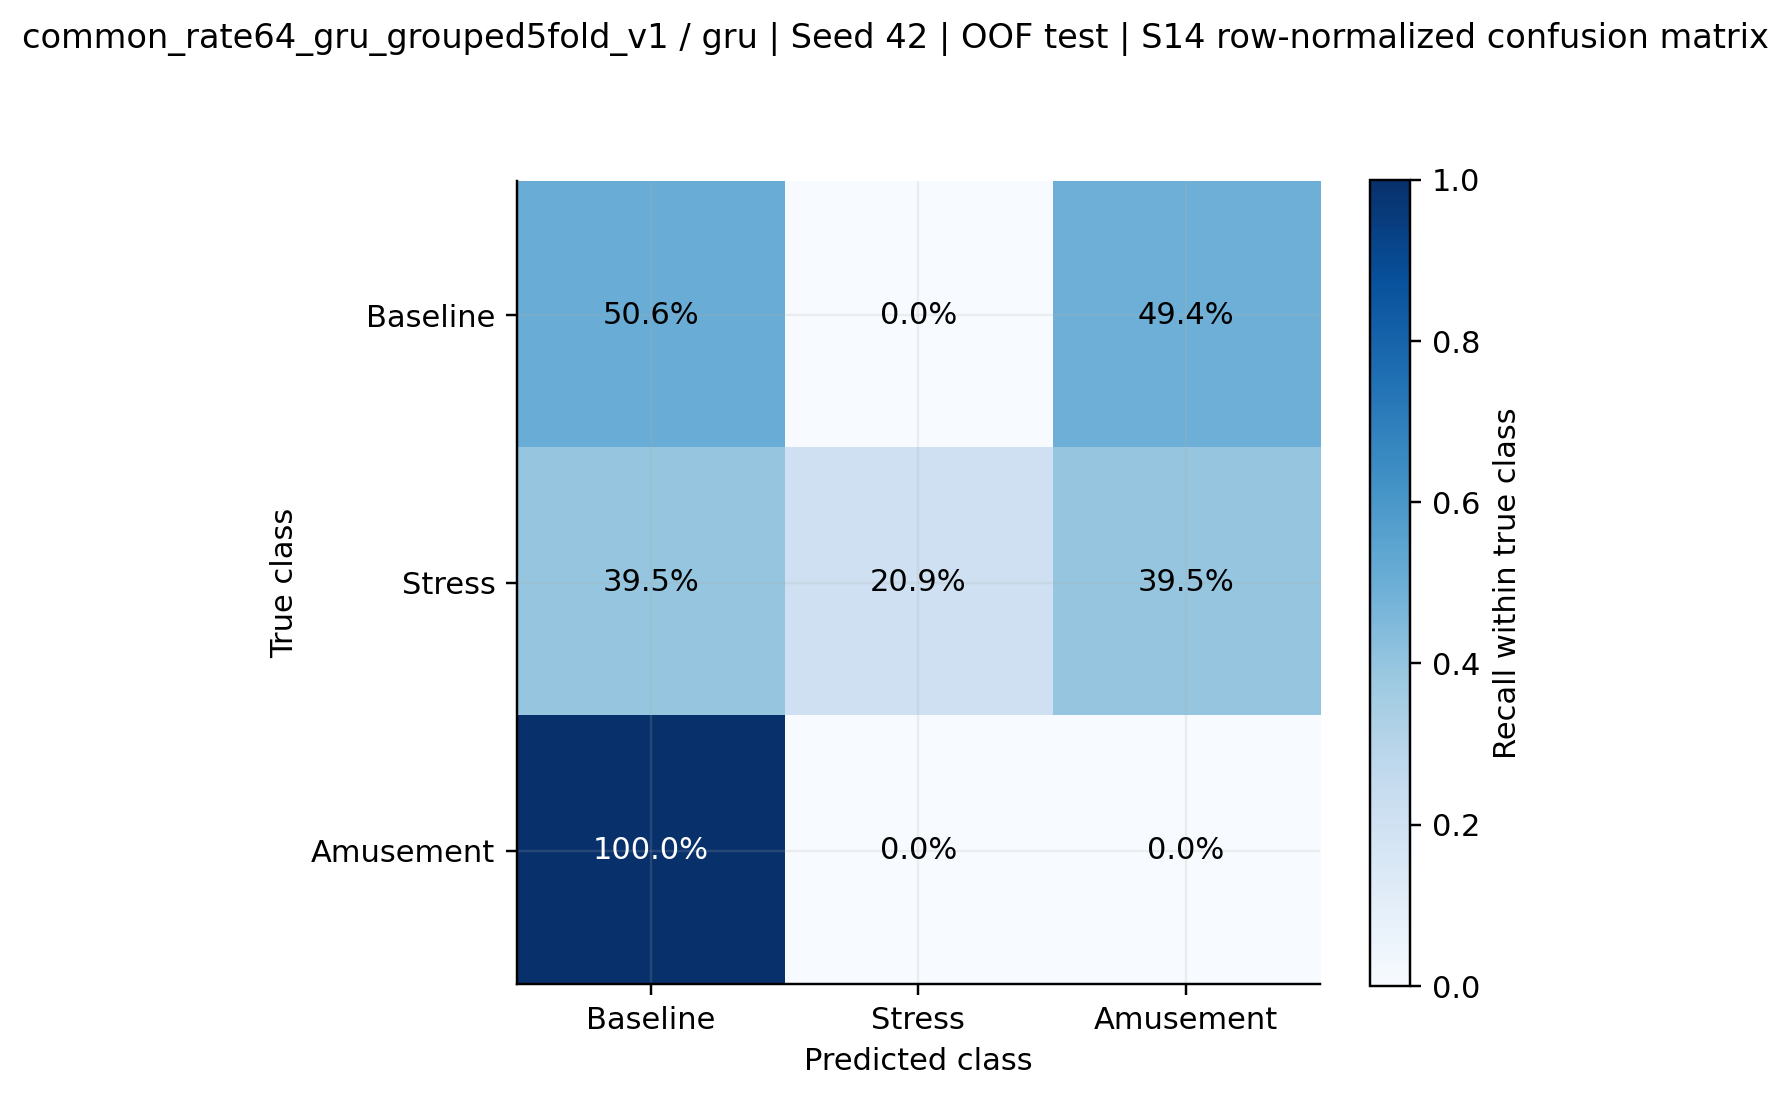 common_rate64_gru_grouped5fold_v1 / gru | Seed 42 | OOF test | S14 row-normalized confusion matrix
Baseline
50.6%
0.0%
49.4%
Stress
39.5%
20.9%
39.5%
Amusement
100.0%
0.0%
0.0%
True class
Baseline
Stress
Amusement
Predicted class
1.0
0.8
0.6
0.4
0.2
0.0
Recall within true class